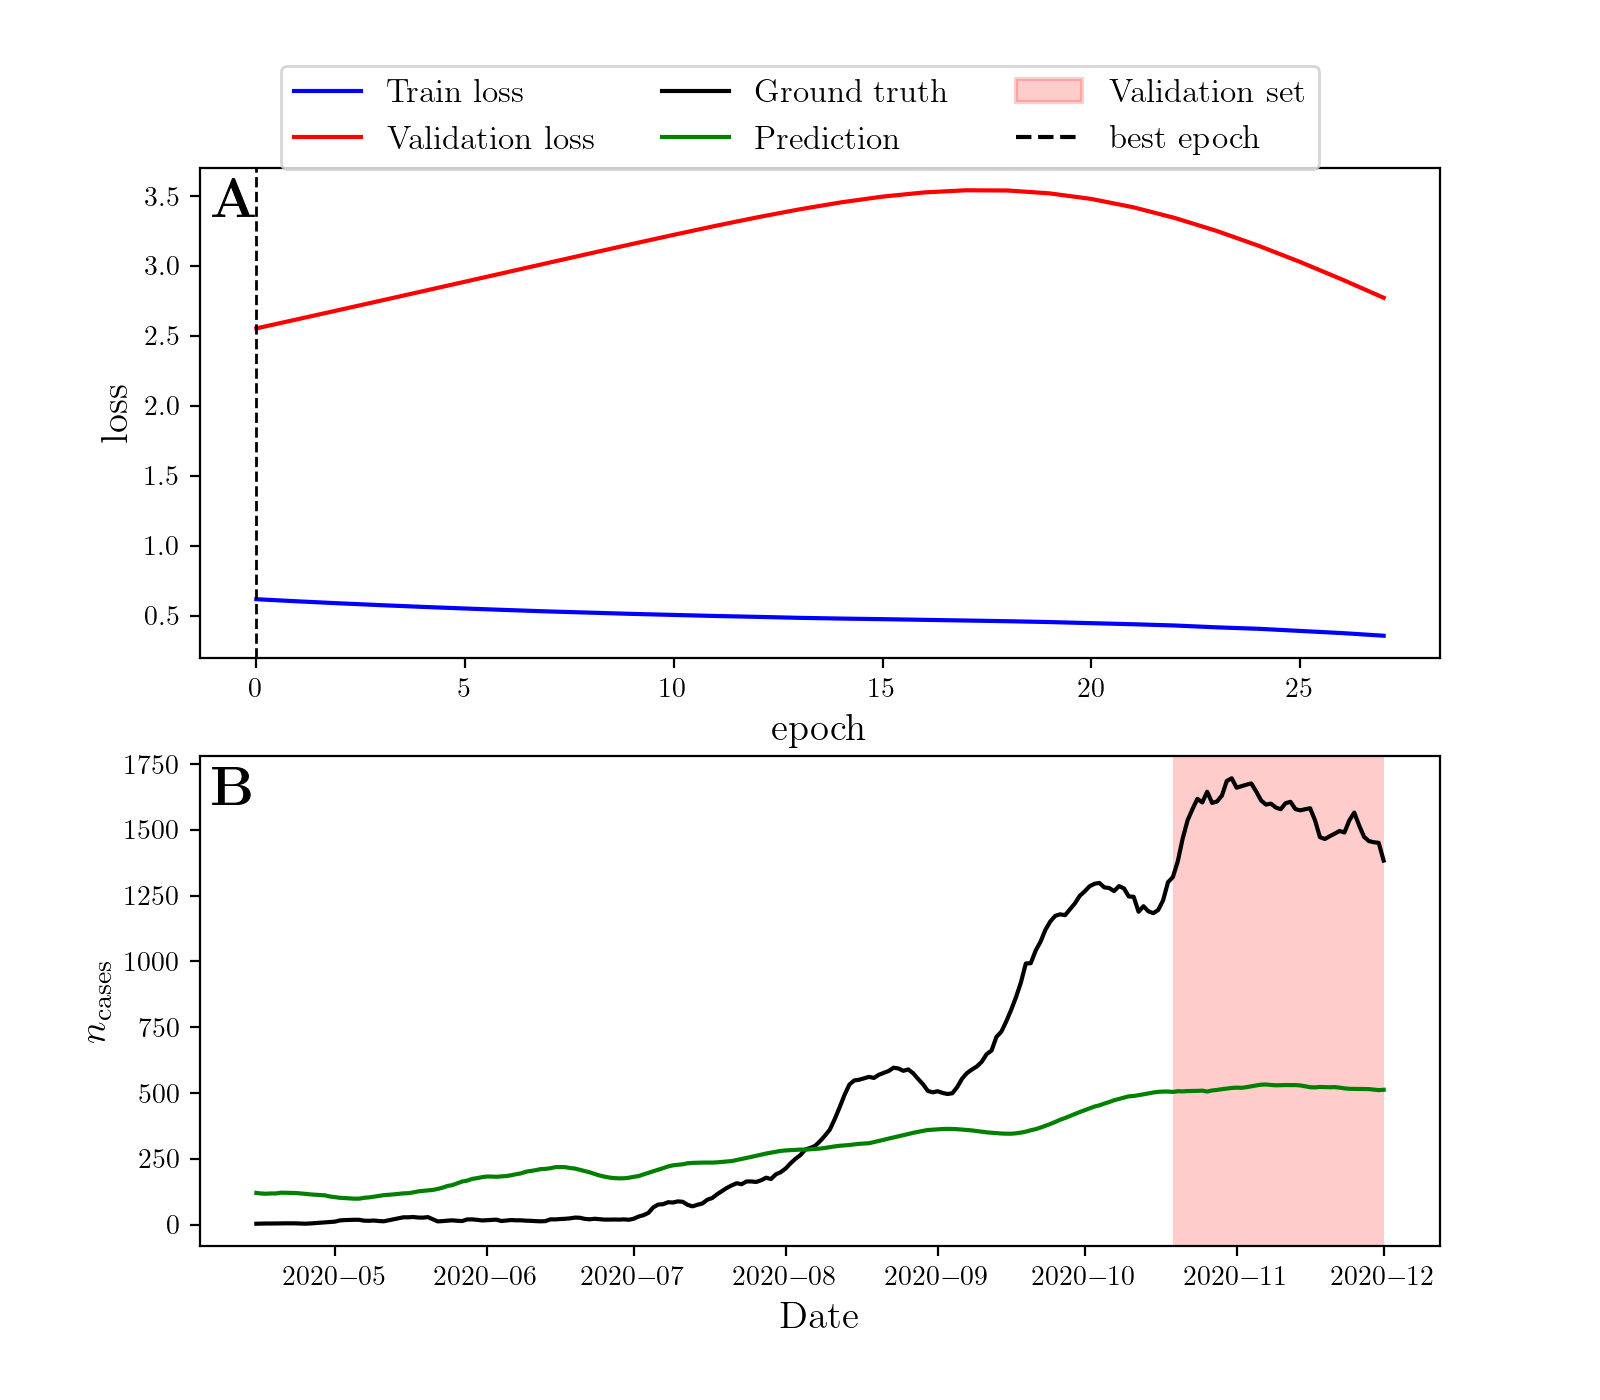 Train loss
Validation loss
Ground truth
Prediction
Validation set
best epoch
A
3.5
3.0
2.5
2.0
1.5
1.0
0.5
loss
0 5 10 15 20 25
epoch
B
1750
1500
1250
1000
750
500
250
0
n_cases
2020–05 2020–06 2020–07 2020–08 2020–09 2020–10 2020–11 2020–12
Date